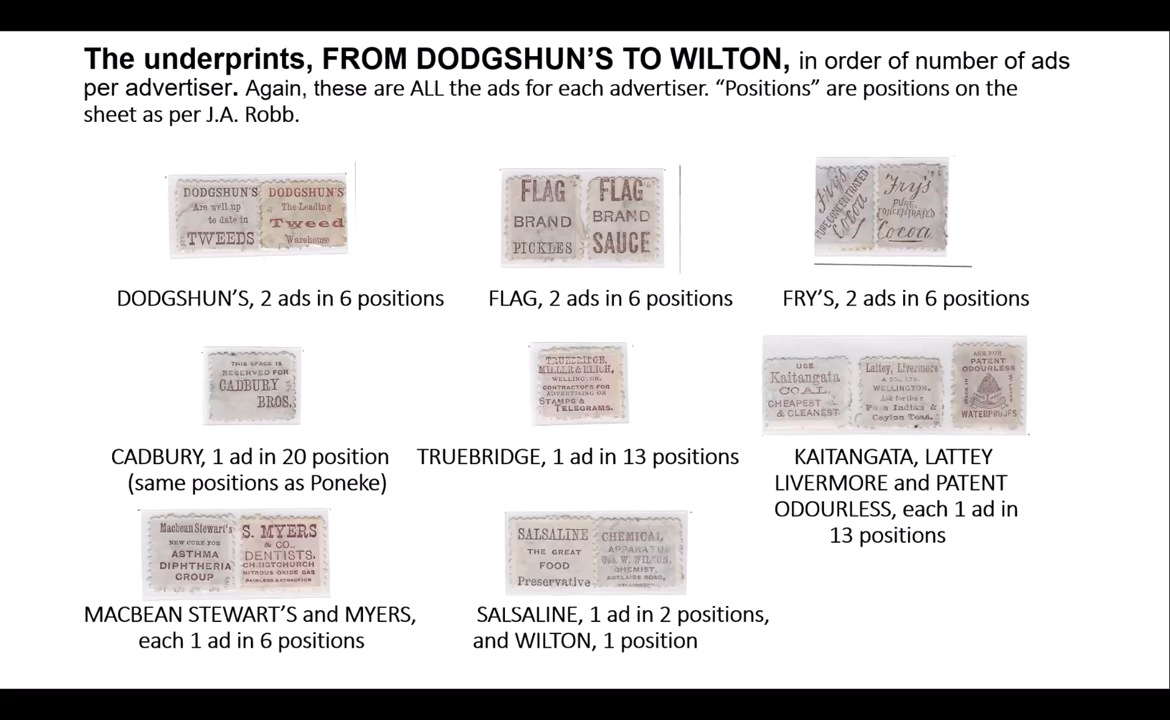 The underprints, FROM DODGSHUN'S TO WILTON, in order of number of ads
per advertiser. Again, these are ALL the ads for each advertiser. "Positions" are positions on the
sheet as per J.A. Robb.
DODGSHUN'S
Are well up
to date in
TWEEDS
DODGSHUN'S
The Leading
Tweed
Warehouse
FLAG
BRAND
PICKLES
FLAG
BRAND
SAUCE
Fry's
PURE CONCENTRATED
Cocoa
Fry's
PURE
CONCENTRATED
Cocoa
DODGSHUN'S, 2 ads in 6 positions
FLAG, 2 ads in 6 positions
FRY'S, 2 ads in 6 positions
THIS SPACE IS
RESERVED FOR
CADBURY
BROS.
TRUEBRIDGE,
MILLER & REICH,
WELLINGTON.
CONTRACTORS FOR
ADVERTISING ON
STAMPS &
TELEGRAMS.
USE
Kaitangata
COAL.
CHEAPEST
& CLEANEST.
Lattey, Livermore
& CO., LTD.
WELLINGTON.
Ask for the
Pure Indian &
Ceylon Teas.
ASK FOR
PATENT
ODOURLESS
WATERPROOFS
CADBURY, 1 ad in 20 position
(same positions as Poneke)
TRUEBRIDGE, 1 ad in 13 positions
KAITANGATA, LATTEY
LIVERMORE and PATENT
ODOURLESS, each 1 ad in
13 positions
Macbean Stewart's
NEW CURE FOR
ASTHMA
DIPHTHERIA
CROUP
S. MYERS
& CO.,
DENTISTS,
CHRISTCHURCH
NITROUS OXIDE GAS
PAINLESS EXTRACTION
SALSALINE
THE GREAT
FOOD
Preservative
CHEMICAL
APPARATUS
Geo. W. WILTON,
CHEMIST,
ADELAIDE ROAD,
MACBEAN STEWART'S and MYERS,
each 1 ad in 6 positions
SALSALINE, 1 ad in 2 positions,
and WILTON, 1 position